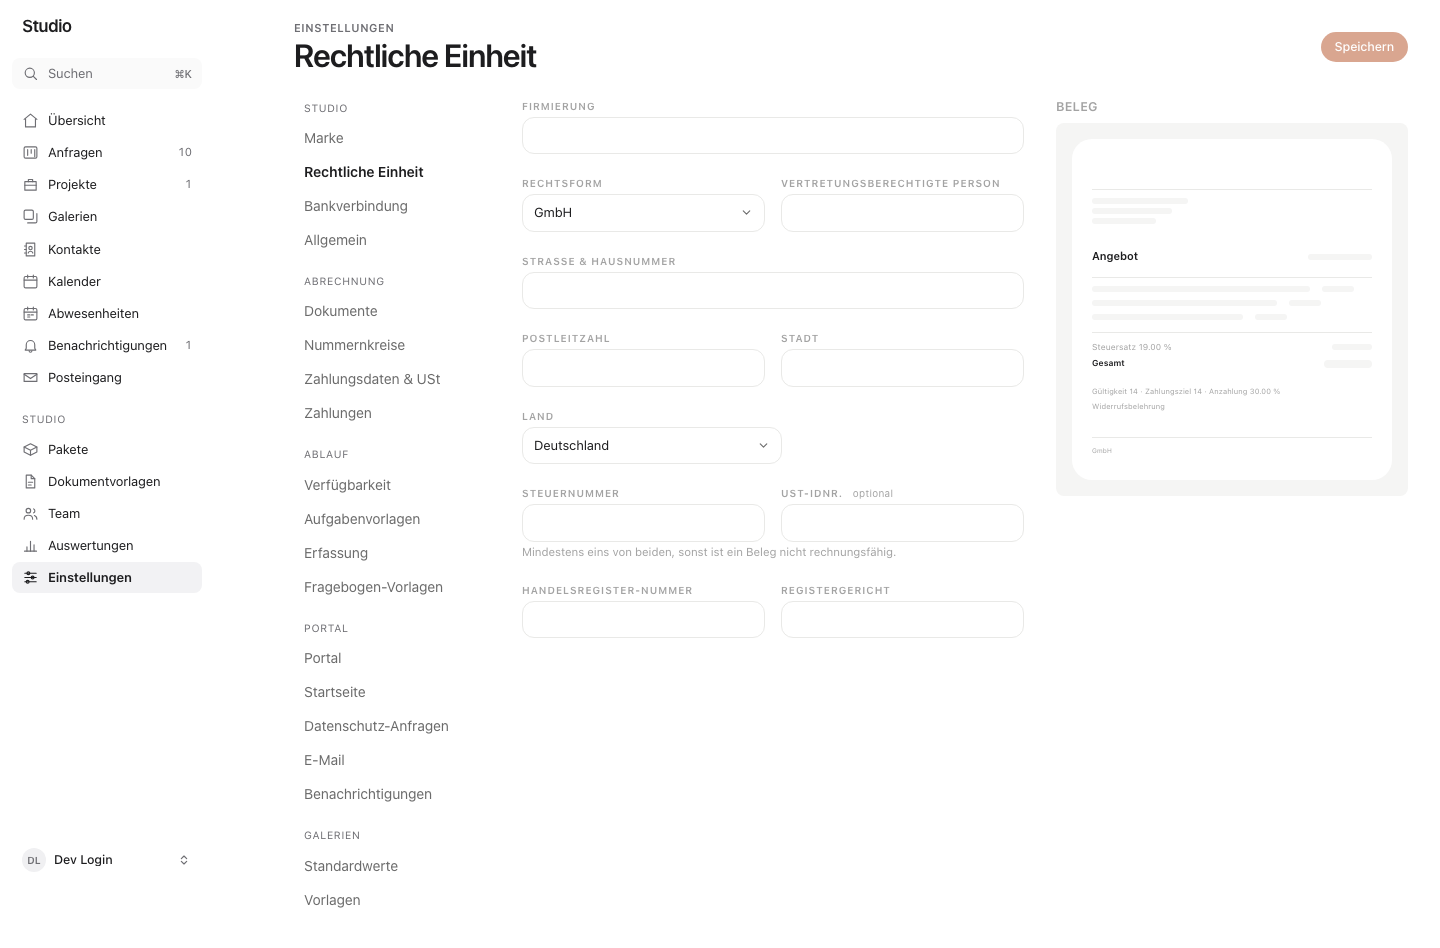 Studio
Suchen ⌘K
Übersicht
Anfragen 10
Projekte 1
Galerien
Kontakte
Kalender
Abwesenheiten
Benachrichtigungen 1
Posteingang
STUDIO
Pakete
Dokumentvorlagen
Team
Auswertungen
Einstellungen
DL Dev Login
EINSTELLUNGEN
Rechtliche Einheit
Speichern
STUDIO
Marke
Rechtliche Einheit
Bankverbindung
Allgemein
ABRECHNUNG
Dokumente
Nummernkreise
Zahlungsdaten & USt
Zahlungen
ABLAUF
Verfügbarkeit
Aufgabenvorlagen
Erfassung
Fragebogen-Vorlagen
PORTAL
Portal
Startseite
Datenschutz-Anfragen
E-Mail
Benachrichtigungen
GALERIEN
Standardwerte
Vorlagen
FIRMIERUNG
RECHTSFORM VERTRETUNGSBERECHTIGTE PERSON
GmbH
STRASSE & HAUSNUMMER
POSTLEITZAHL STADT
LAND
Deutschland
STEUERNUMMER UST-IDNR. optional
Mindestens eins von beiden, sonst ist ein Beleg nicht rechnungsfähig.
HANDELSREGISTER-NUMMER REGISTERGERICHT
BELEG
Angebot
Steuersatz 19.00 %
Gesamt
Gültigkeit 14 · Zahlungsziel 14 · Anzahlung 30.00 %
Widerrufsbelehrung
GmbH